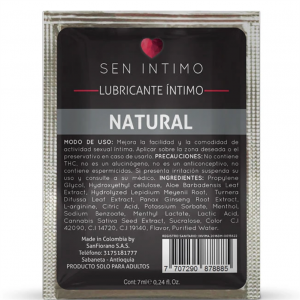 SEN INTIMO
LUBRICANTE ÍNTIMO
NATURAL
MODO DE USO: Mejora la facilidad y la comodidad de
actividad sexual íntima. Aplicar sobre la zona deseada o el
preservativo en caso de usarlo. PRECAUCIONES: No contiene
THC, no es un alucinógeno, no es un anticonceptivo, no
contiene espermicidas. Si presenta irritación suspenda su
uso y consulte a su médico. INGREDIENTES: Propylene
Glycol, Hydroxyethyl cellulose, Aloe Barbadensis Leaf
Extract, Hydrolyzed Lepidium Meyenii Root, Turnera
Difussa Leaf Extract, Panax Ginseng Root Extract,
L-arginine, Citric Acid, Potassium Sorbate, Menthol,
Sodium Benzoate, Menthyl Lactate, Lactic Acid,
Cannabis Sativa Seed Extract, Sucralose, Color CI
42090, C.I 14720, CJ 19140, Flavor, Purified Water.
Made in Colombia by
SanFiorano S.A.S.
Teléfono: 3175181777
Sabaneta - Antioquia
PRODUCTO SOLO PARA ADULTOS
7 707290 878885
Cont 7ml ℮ 0,24 fl. oz.